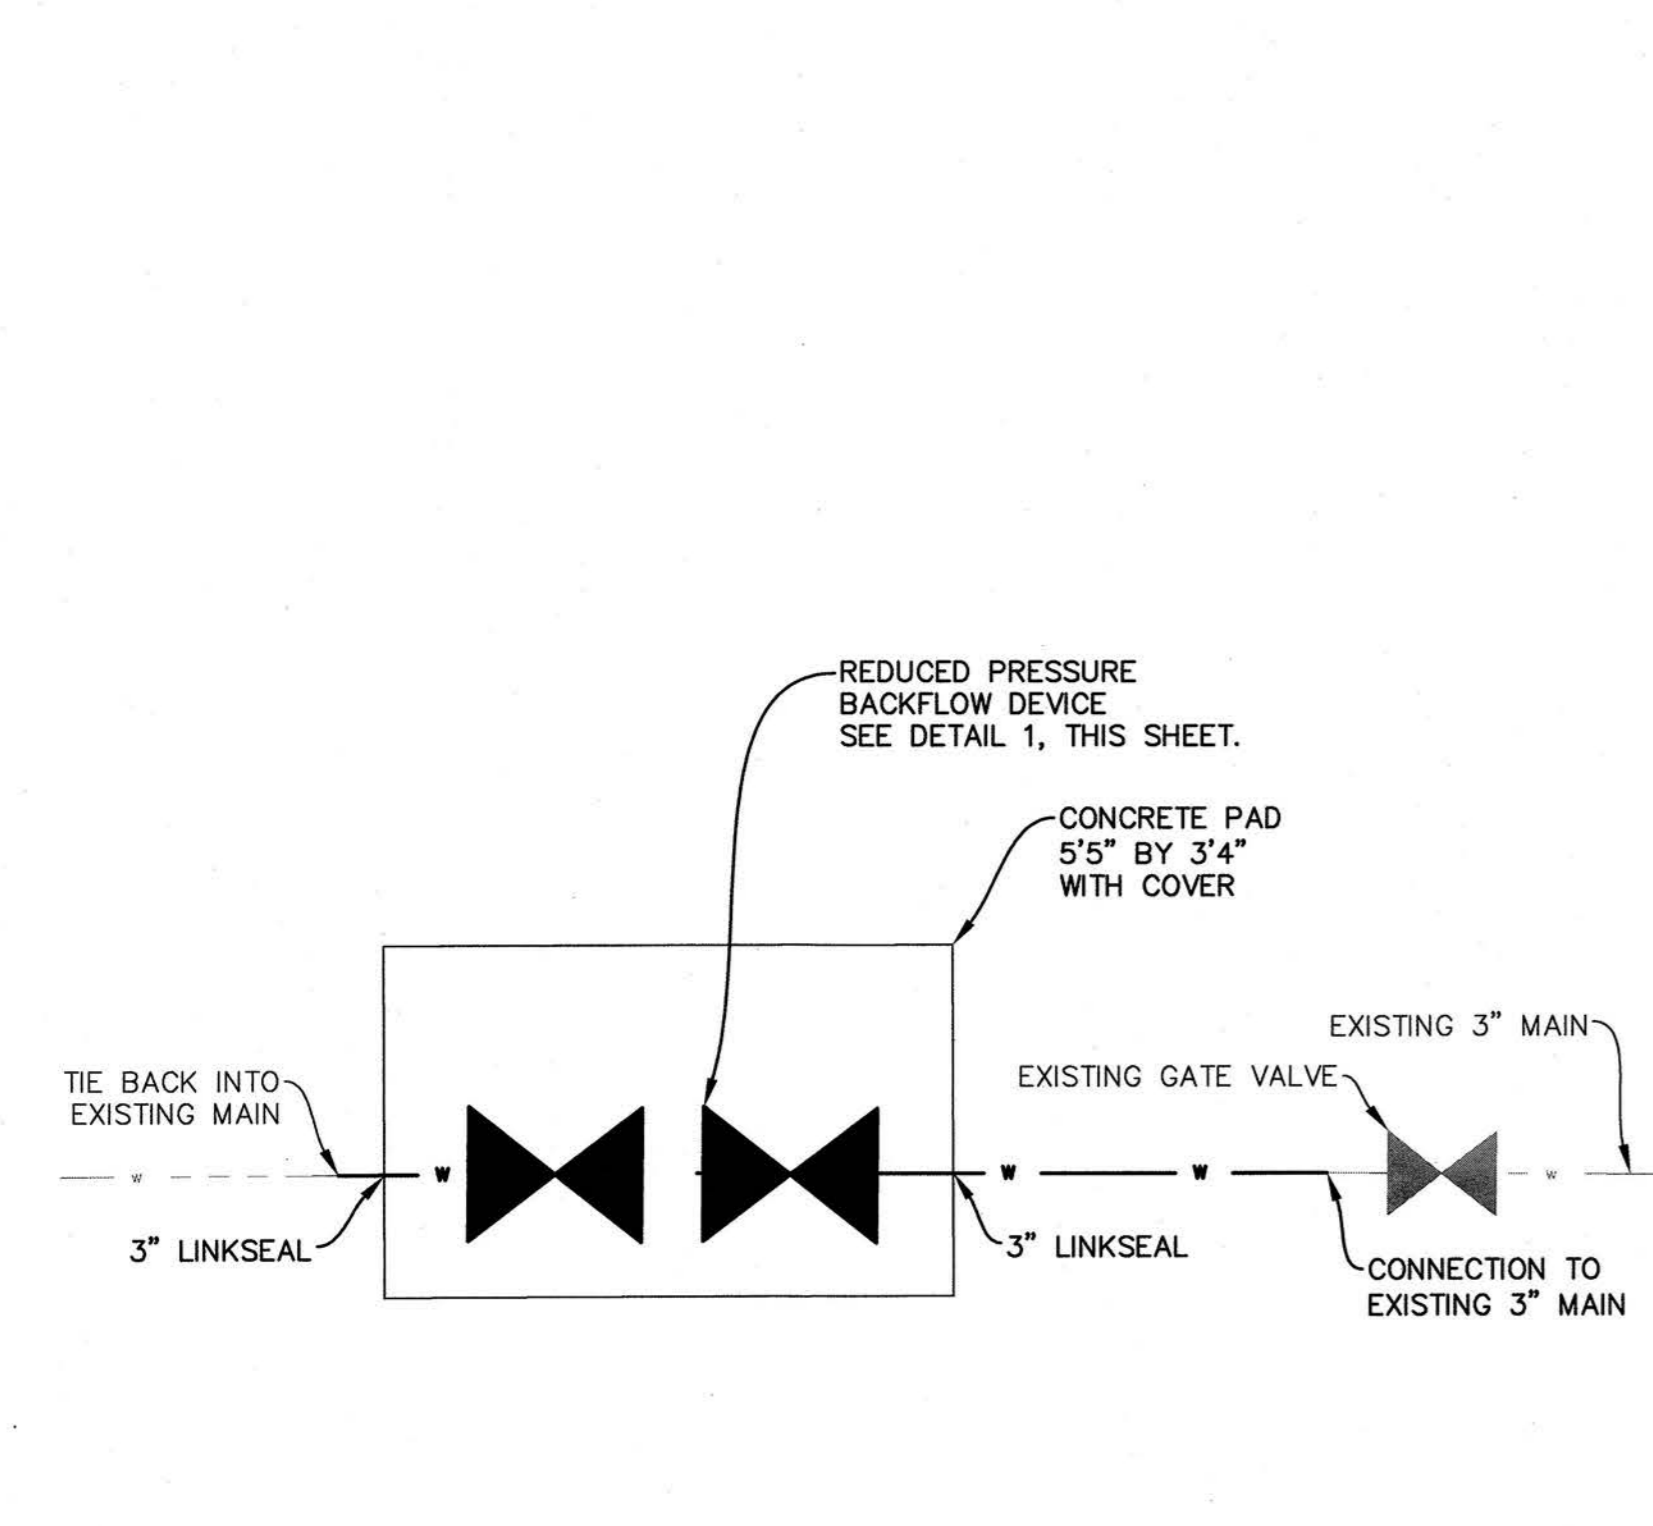 REDUCED PRESSURE
BACKFLOW DEVICE
SEE DETAIL 1, THIS SHEET.
CONCRETE PAD
5'5" BY 3'4"
WITH COVER
EXISTING 3" MAIN
EXISTING GATE VALVE
TIE BACK INTO
EXISTING MAIN
W W W W W
3" LINKSEAL
3" LINKSEAL
CONNECTION TO
EXISTING 3" MAIN